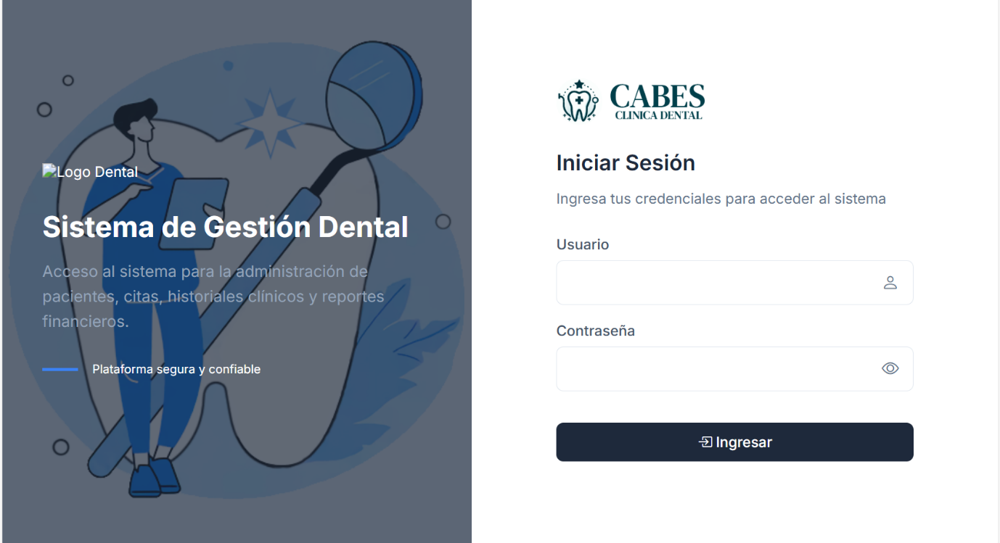 Logo Dental
Sistema de Gestión Dental
Acceso al sistema para la administración de
pacientes, citas, historiales clínicos y reportes
financieros.
Plataforma segura y confiable
CABES
CLINICA DENTAL
Iniciar Sesión
Ingresa tus credenciales para acceder al sistema
Usuario
Contraseña
Ingresar